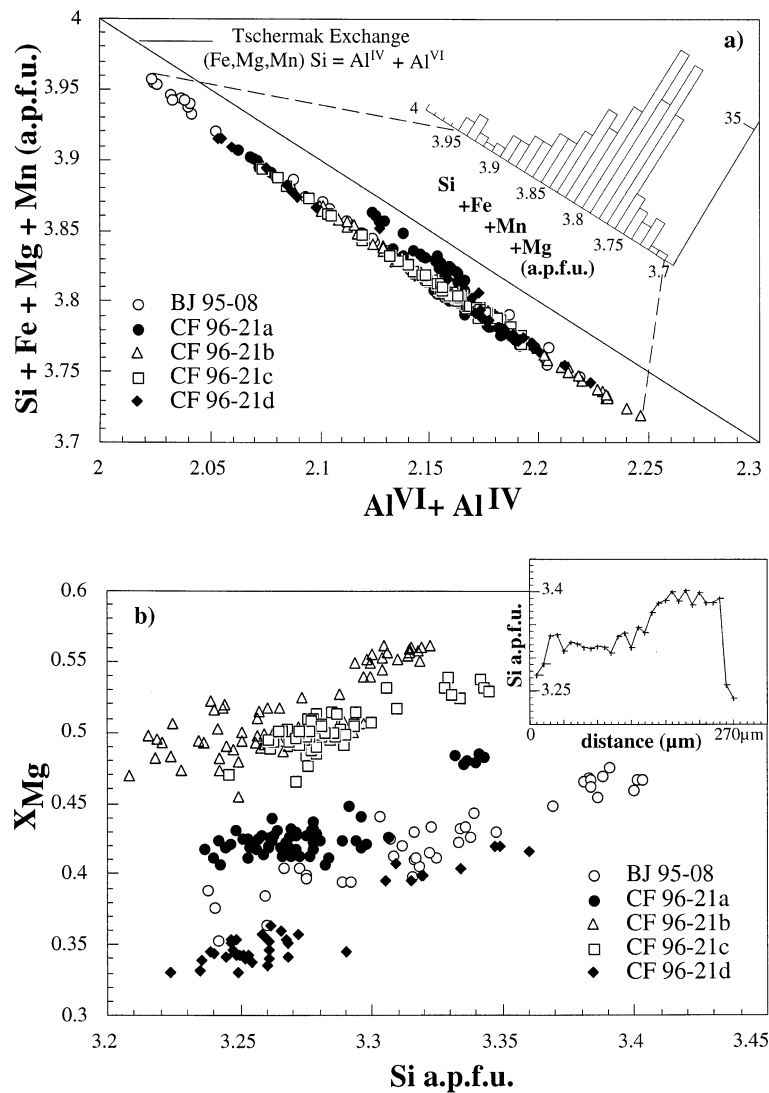 4
3.95
3.9
3.85
3.8
3.75
3.7
Si + Fe + Mg + Mn (a.p.f.u.)
Tschermak Exchange
(Fe,Mg,Mn) Si = Al^IV + Al^VI
a)
4
3.95
3.9
3.85
3.8
3.75
3.7
35
Si
+Fe
+Mn
+Mg
(a.p.f.u.)
BJ 95-08
CF 96-21a
CF 96-21b
CF 96-21c
CF 96-21d
2 2.05 2.1 2.15 2.2 2.25 2.3
Al^VI + Al^IV
b)
0.6
0.55
0.5
0.45
0.4
0.35
0.3
X_Mg
3.4
3.25
Si a.p.f.u.
0 distance (µm) 270µm
BJ 95-08
CF 96-21a
CF 96-21b
CF 96-21c
CF 96-21d
3.2 3.25 3.3 3.35 3.4 3.45
Si a.p.f.u.